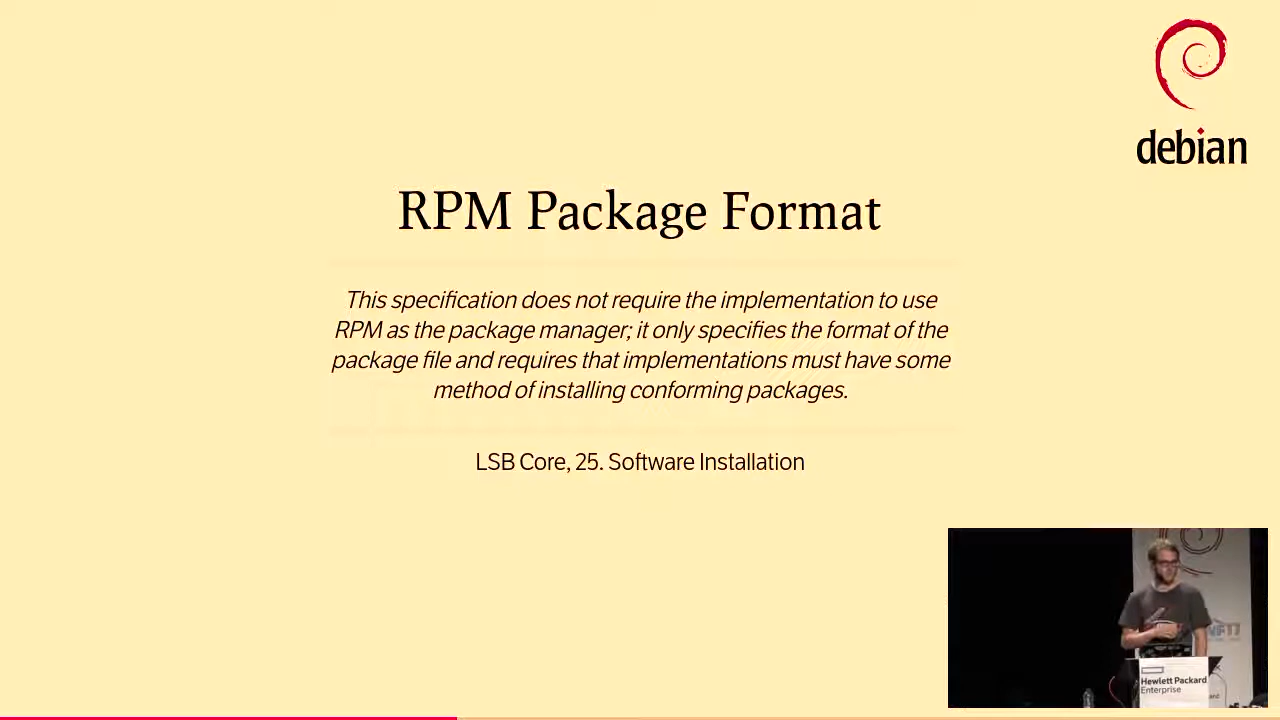 debian
RPM Package Format
This specification does not require the implementation to use
RPM as the package manager; it only specifies the format of the
package file and requires that implementations must have some
method of installing conforming packages.
LSB Core, 25. Software Installation
Hewlett Packard
Enterprise